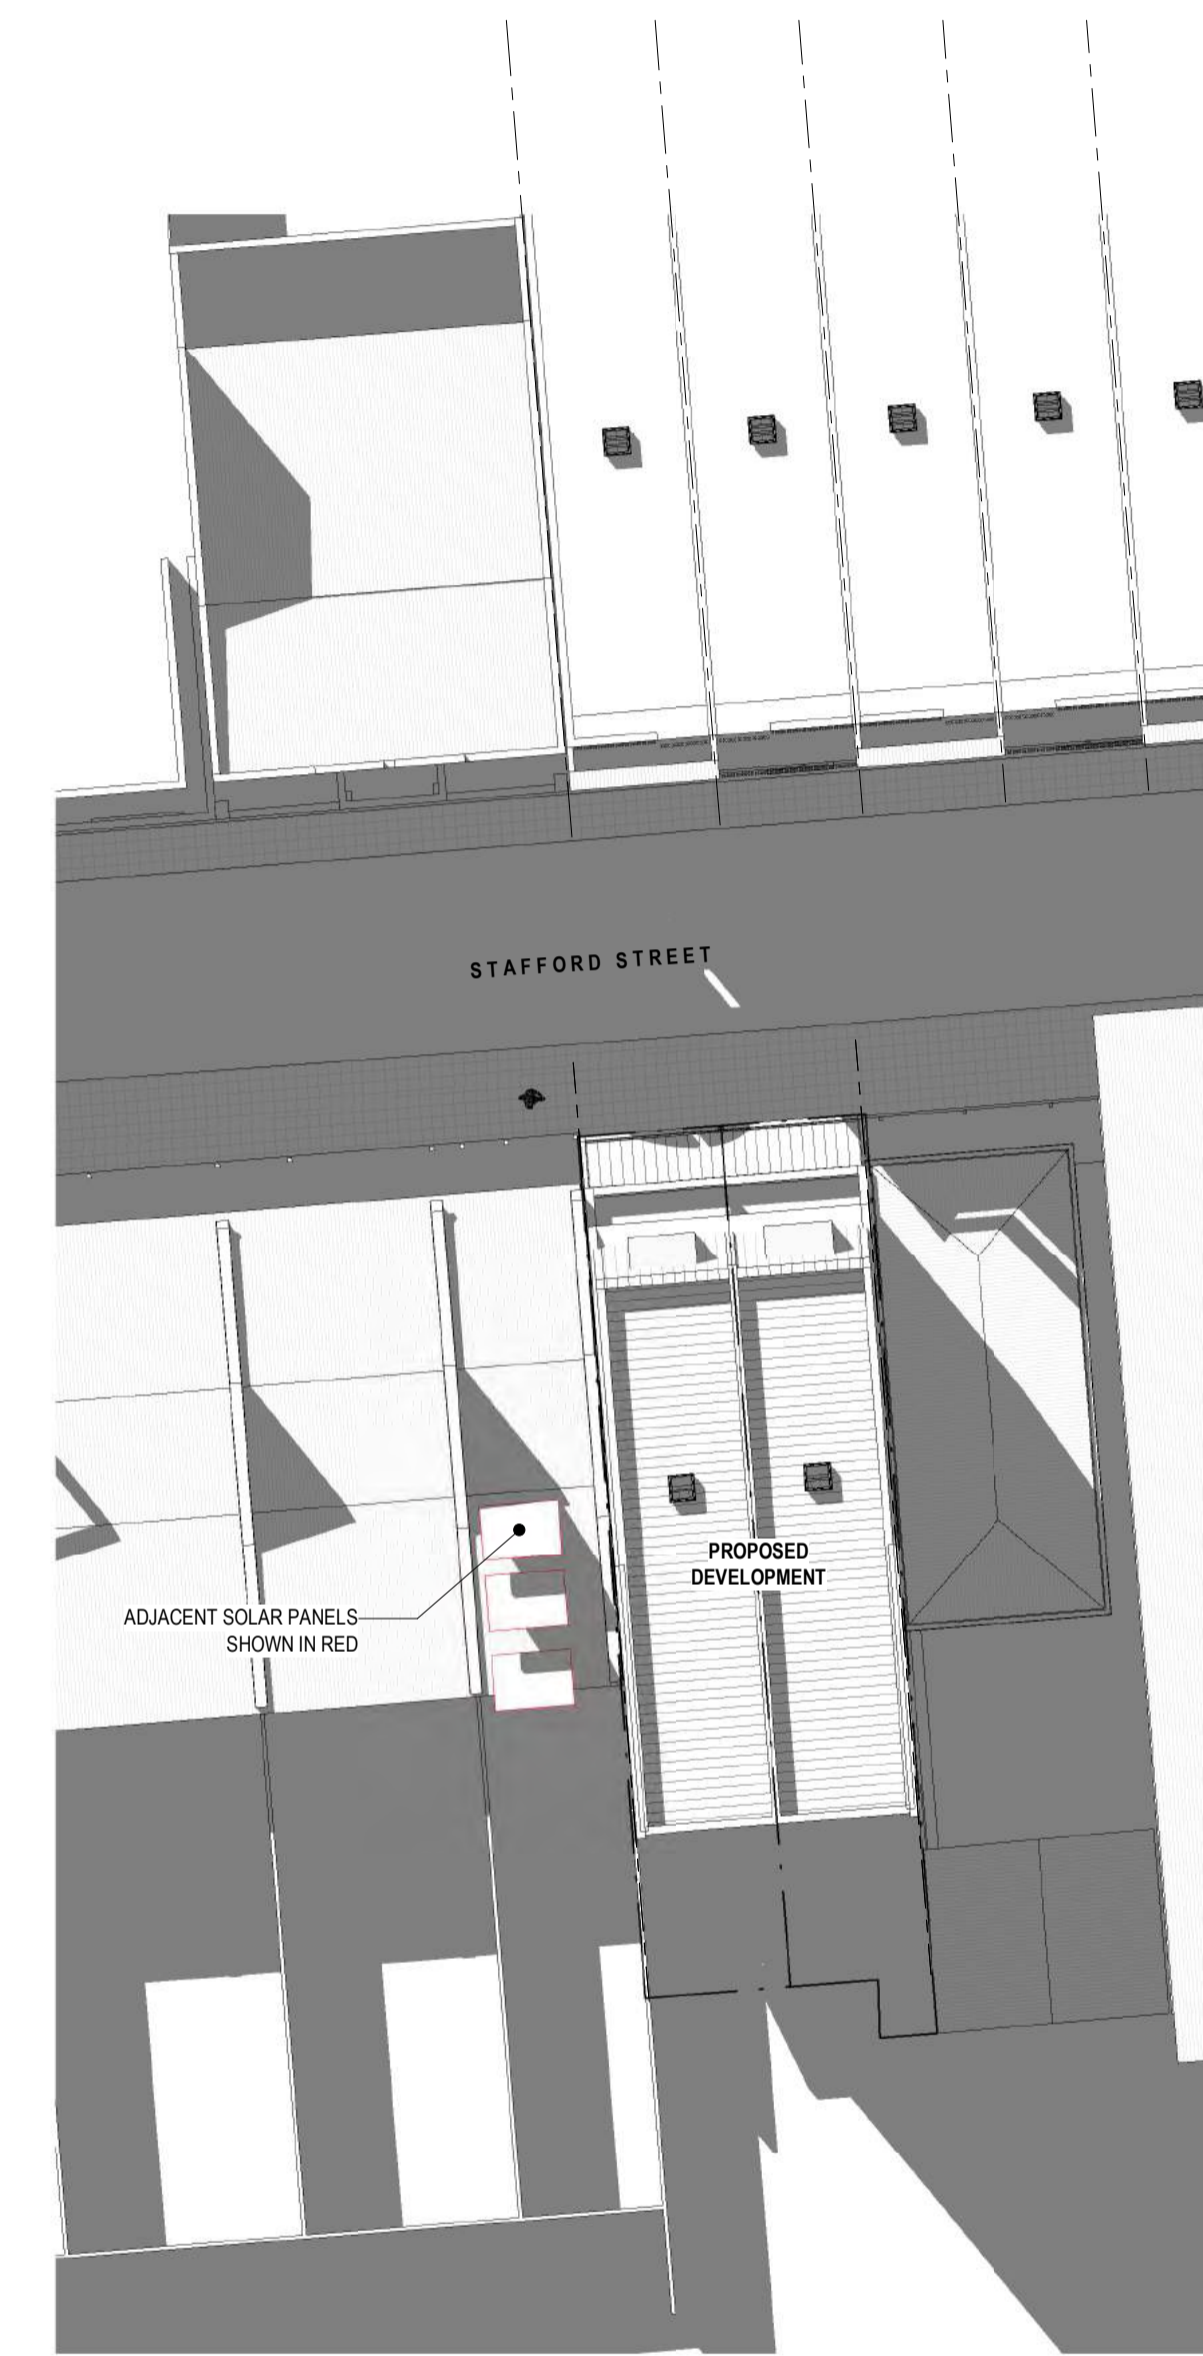 STAFFORD STREET
PROPOSED
DEVELOPMENT
ADJACENT SOLAR PANELS
SHOWN IN RED